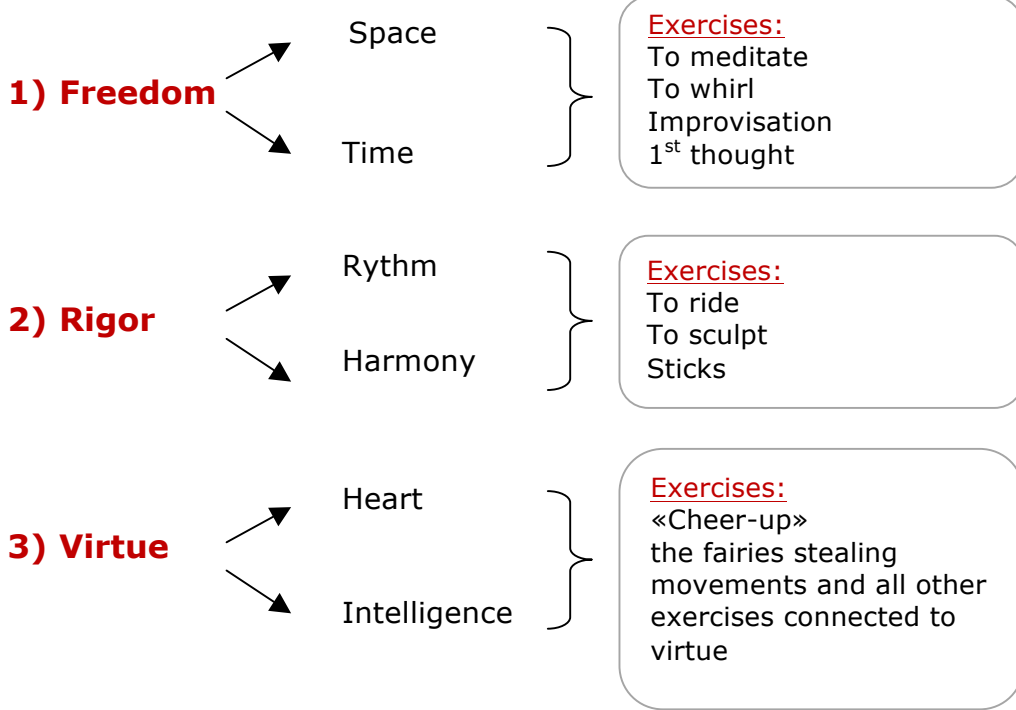 1) Freedom
Space
Time
Exercises:
To meditate
To whirl
Improvisation
1st thought
2) Rigor
Rythm
Harmony
Exercises:
To ride
To sculpt
Sticks
3) Virtue
Heart
Intelligence
Exercises:
«Cheer-up»
the fairies stealing
movements and all other
exercises connected to
virtue